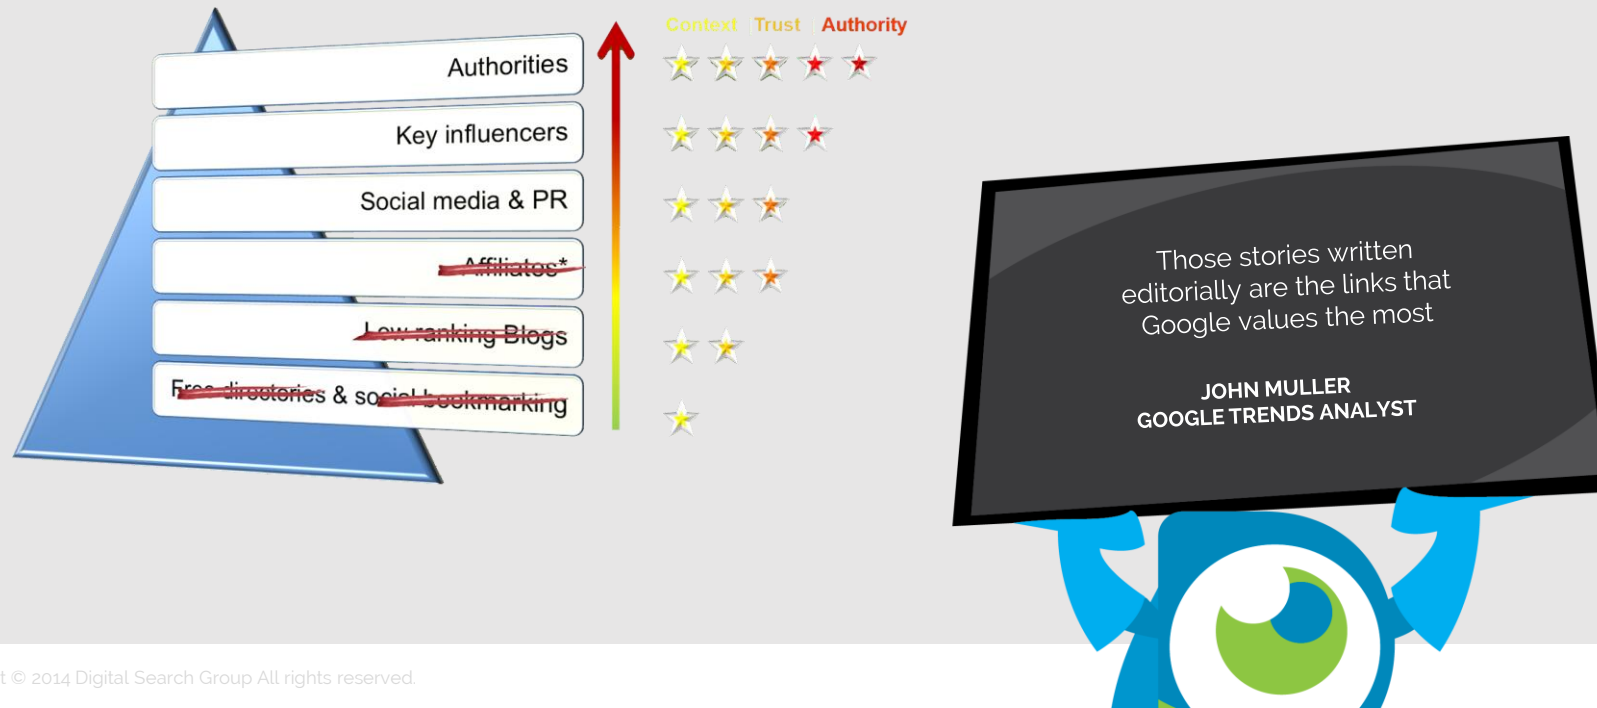 Context Trust Authority
Authorities
Key influencers
Social media & PR
Affiliates*
Low ranking Blogs
Free directories & social bookmarking
Those stories written
editorially are the links that
Google values the most
JOHN MULLER
GOOGLE TRENDS ANALYST
t © 2014 Digital Search Group All rights reserved.